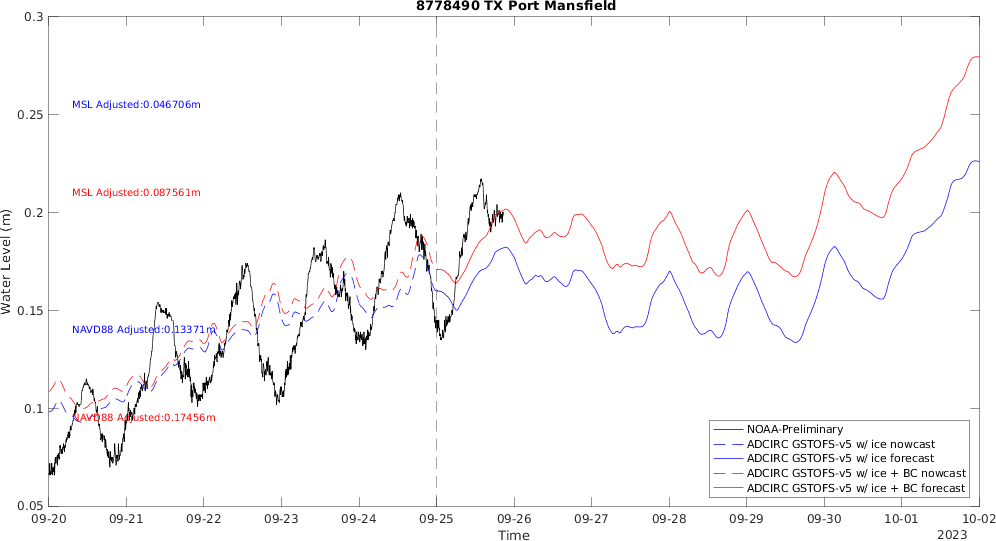 8778490 TX Port Mansfield
0.3
0.25
0.2
0.15
0.1
0.05
Water Level (m)
MSL Adjusted:0.046706m
MSL Adjusted:0.087561m
NAVD88 Adjusted:0.13371m
NAVD88 Adjusted:0.17456m
NOAA-Preliminary
ADCIRC GSTOFS-v5 w/ ice nowcast
ADCIRC GSTOFS-v5 w/ ice forecast
ADCIRC GSTOFS-v5 w/ ice + BC nowcast
ADCIRC GSTOFS-v5 w/ ice + BC forecast
09-20 09-21 09-22 09-23 09-24 09-25 09-26 09-27 09-28 09-29 09-30 10-01 10-02
Time
2023